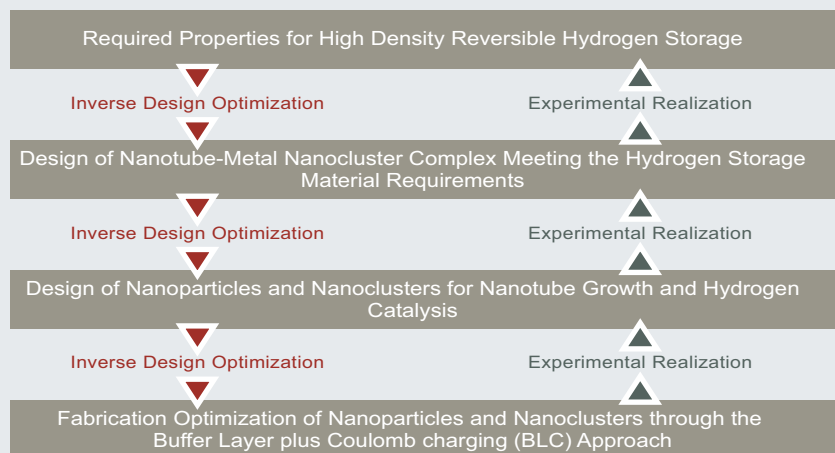 Required Properties for High Density Reversible Hydrogen Storage
Inverse Design Optimization
Experimental Realization
Design of Nanotube-Metal Nanocluster Complex Meeting the Hydrogen Storage
Material Requirements
Inverse Design Optimization
Experimental Realization
Design of Nanoparticles and Nanoclusters for Nanotube Growth and Hydrogen
Catalysis
Inverse Design Optimization
Experimental Realization
Fabrication Optimization of Nanoparticles and Nanoclusters through the
Buffer Layer plus Coulomb charging (BLC) Approach